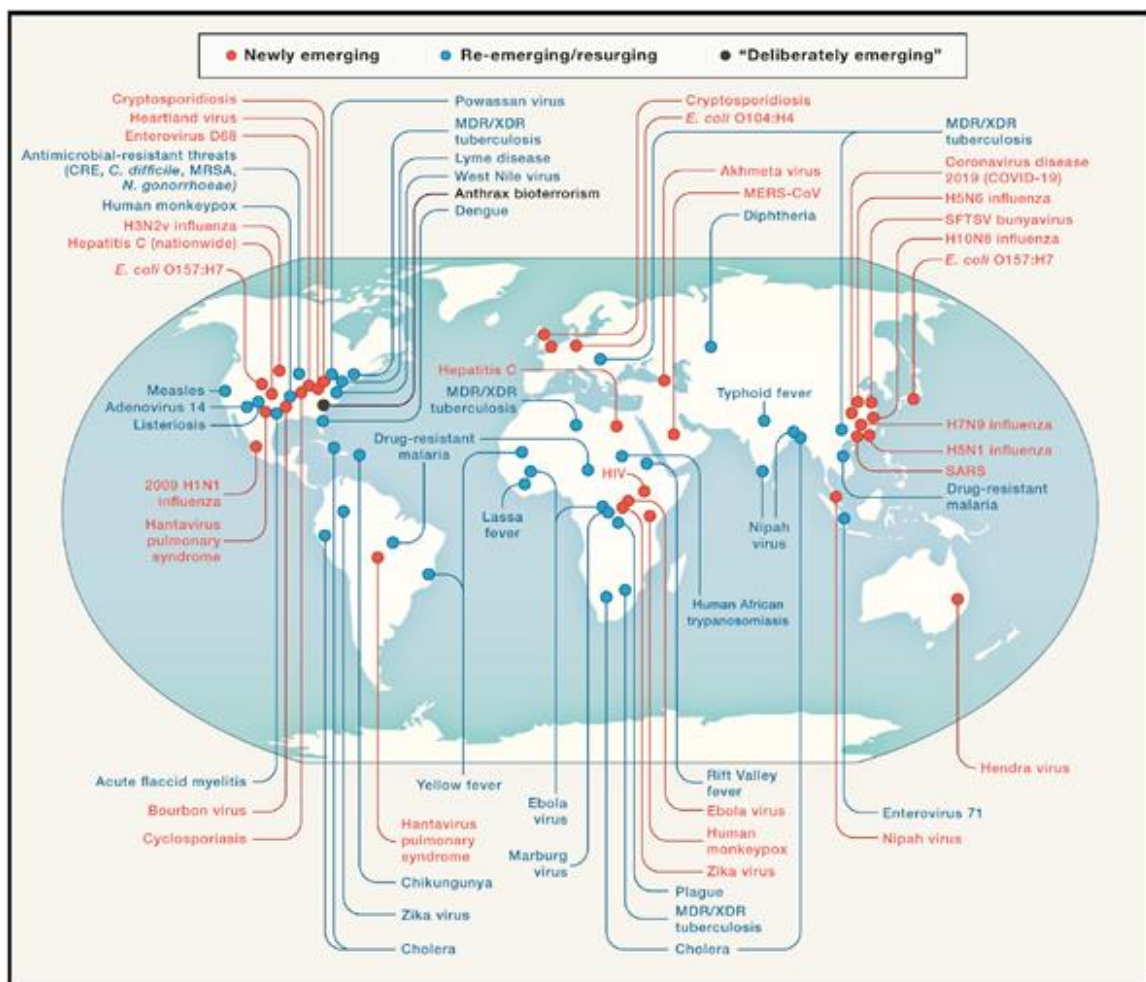 Newly emerging
Re-emerging/resurging
“Deliberately emerging”
Cryptosporidiosis
Heartland virus
Enterovirus D68
Antimicrobial-resistant threats
(CRE, C. difficile, MRSA,
N. gonorrhoeae)
Human monkeypox
H3N2v influenza
Hepatitis C (nationwide)
E. coli O157:H7
Powassan virus
MDR/XDR
tuberculosis
Lyme disease
West Nile virus
Anthrax bioterrorism
Dengue
Cryptosporidiosis
E. coli O104:H4
Akhmeta virus
MERS-CoV
Diphtheria
MDR/XDR
tuberculosis
Coronavirus disease
2019 (COVID-19)
H5N6 influenza
SFTSV bunyavirus
H10N8 influenza
E. coli O157:H7
Measles
Adenovirus 14
Listeriosis
2009 H1N1
influenza
Hantavirus
pulmonary
syndrome
Drug-resistant
malaria
Hepatitis C
MDR/XDR
tuberculosis
HIV
Lassa
fever
Typhoid fever
Nipah
virus
Human African
trypanosomiasis
H7N9 influenza
H5N1 influenza
SARS
Drug-resistant
malaria
Acute flaccid myelitis
Bourbon virus
Cyclosporiasis
Hantavirus
pulmonary
syndrome
Chikungunya
Zika virus
Cholera
Yellow fever
Ebola
virus
Marburg
virus
Rift Valley
fever
Ebola virus
Human
monkeypox
Zika virus
Plague
MDR/XDR
tuberculosis
Cholera
Hendra virus
Enterovirus 71
Nipah virus